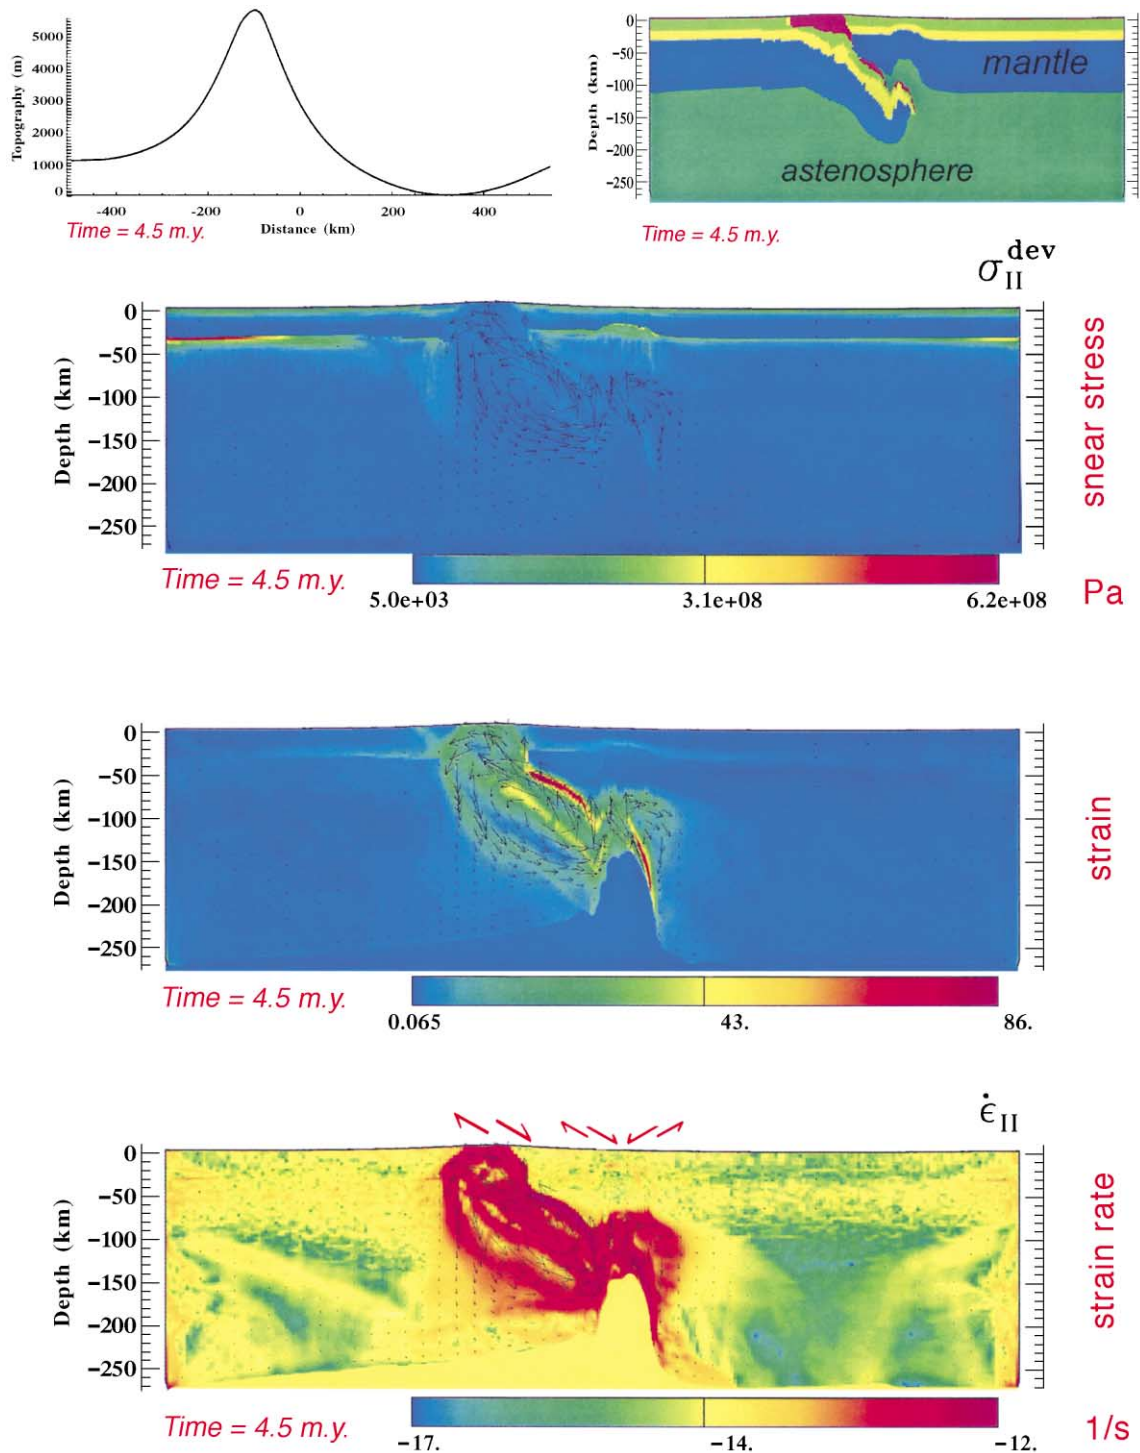 Topography (m)
5000
4000
3000
2000
1000
0
-400 -200 0 200 400
Time = 4.5 m.y.
Distance (km)
Depth (km)
0
-50
-100
-150
-200
-250
mantle
astenosphere
Time = 4.5 m.y.
σ II dev
snear stress
Depth (km)
0
-50
-100
-150
-200
-250
Time = 4.5 m.y.
5.0e+03 3.1e+08 6.2e+08
Pa
strain
Depth (km)
0
-50
-100
-150
-200
-250
Time = 4.5 m.y.
0.065 43. 86.
ε̇ II
strain rate
Depth (km)
0
-50
-100
-150
-200
-250
Time = 4.5 m.y.
-17. -14. -12.
1/s